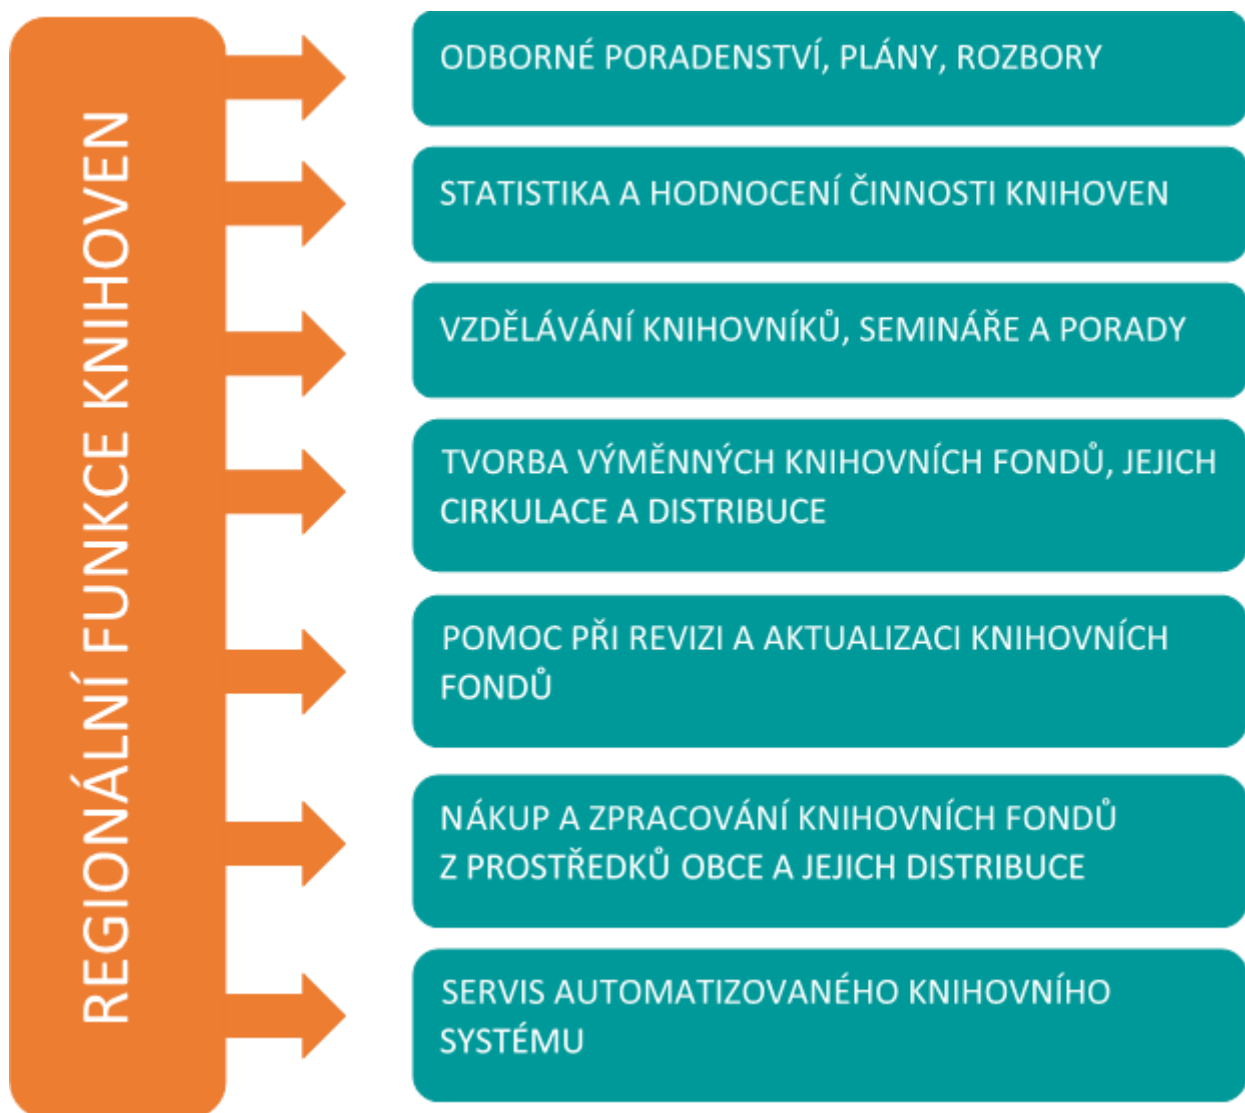 REGIONÁLNÍ FUNKCE KNIHOVEN
ODBORNÉ PORADENSTVÍ, PLÁNY, ROZBORY
STATISTIKA A HODNOCENÍ ČINNOSTI KNIHOVEN
VZDĚLÁVÁNÍ KNIHOVNÍKŮ, SEMINÁŘE A PORADY
TVORBA VÝMĚNNÝCH KNIHOVNÍCH FONDŮ, JEJICH
CIRKULACE A DISTRIBUCE
POMOC PŘI REVIZI A AKTUALIZACI KNIHOVNÍCH
FONDŮ
NÁKUP A ZPRACOVÁNÍ KNIHOVNÍCH FONDŮ
Z PROSTŘEDKŮ OBCE A JEJICH DISTRIBUCE
SERVIS AUTOMATIZOVANÉHO KNIHOVNÍHO
SYSTÉMU